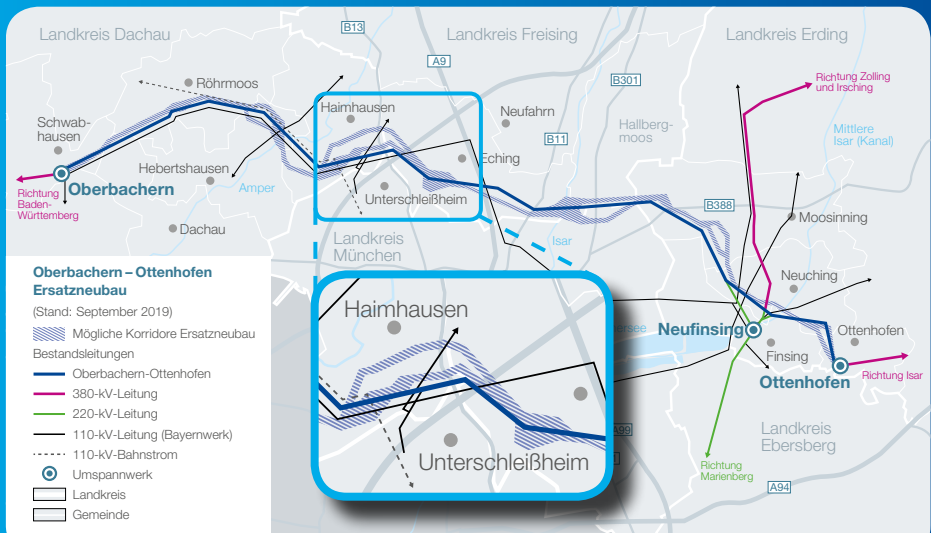 Landkreis Dachau
B13
Landkreis Freising
Landkreis Erding
A9
B301
Richtung Zolling
und Irsching
Röhrmoos
Haimhausen
Neufahrn
Schwab-
hausen
B11
Hallberg-
moos
Mittlere
Isar (Kanal)
Eching
Hebertshausen
Amper
Oberbachern
Unterschleißheim
Richtung
Baden-
Württemberg
B388
Moosinning
Dachau
Landkreis
München
Isar
Oberbachern – Ottenhofen
Ersatzneubau
(Stand: September 2019)
Mögliche Korridore Ersatzneubau
Bestandsleitungen
Oberbachern-Ottenhofen
380-kV-Leitung
220-kV-Leitung
110-kV-Leitung (Bayernwerk)
110-kV-Bahnstrom
Umspannwerk
Landkreis
Gemeinde
Haimhausen
Unterschleißheim
Neuching
Neufinsing
Ottenhofen
Finsing
Ottenhofen
Richtung Isar
A99
Landkreis
Ebersberg
Richtung
Marienberg
A94